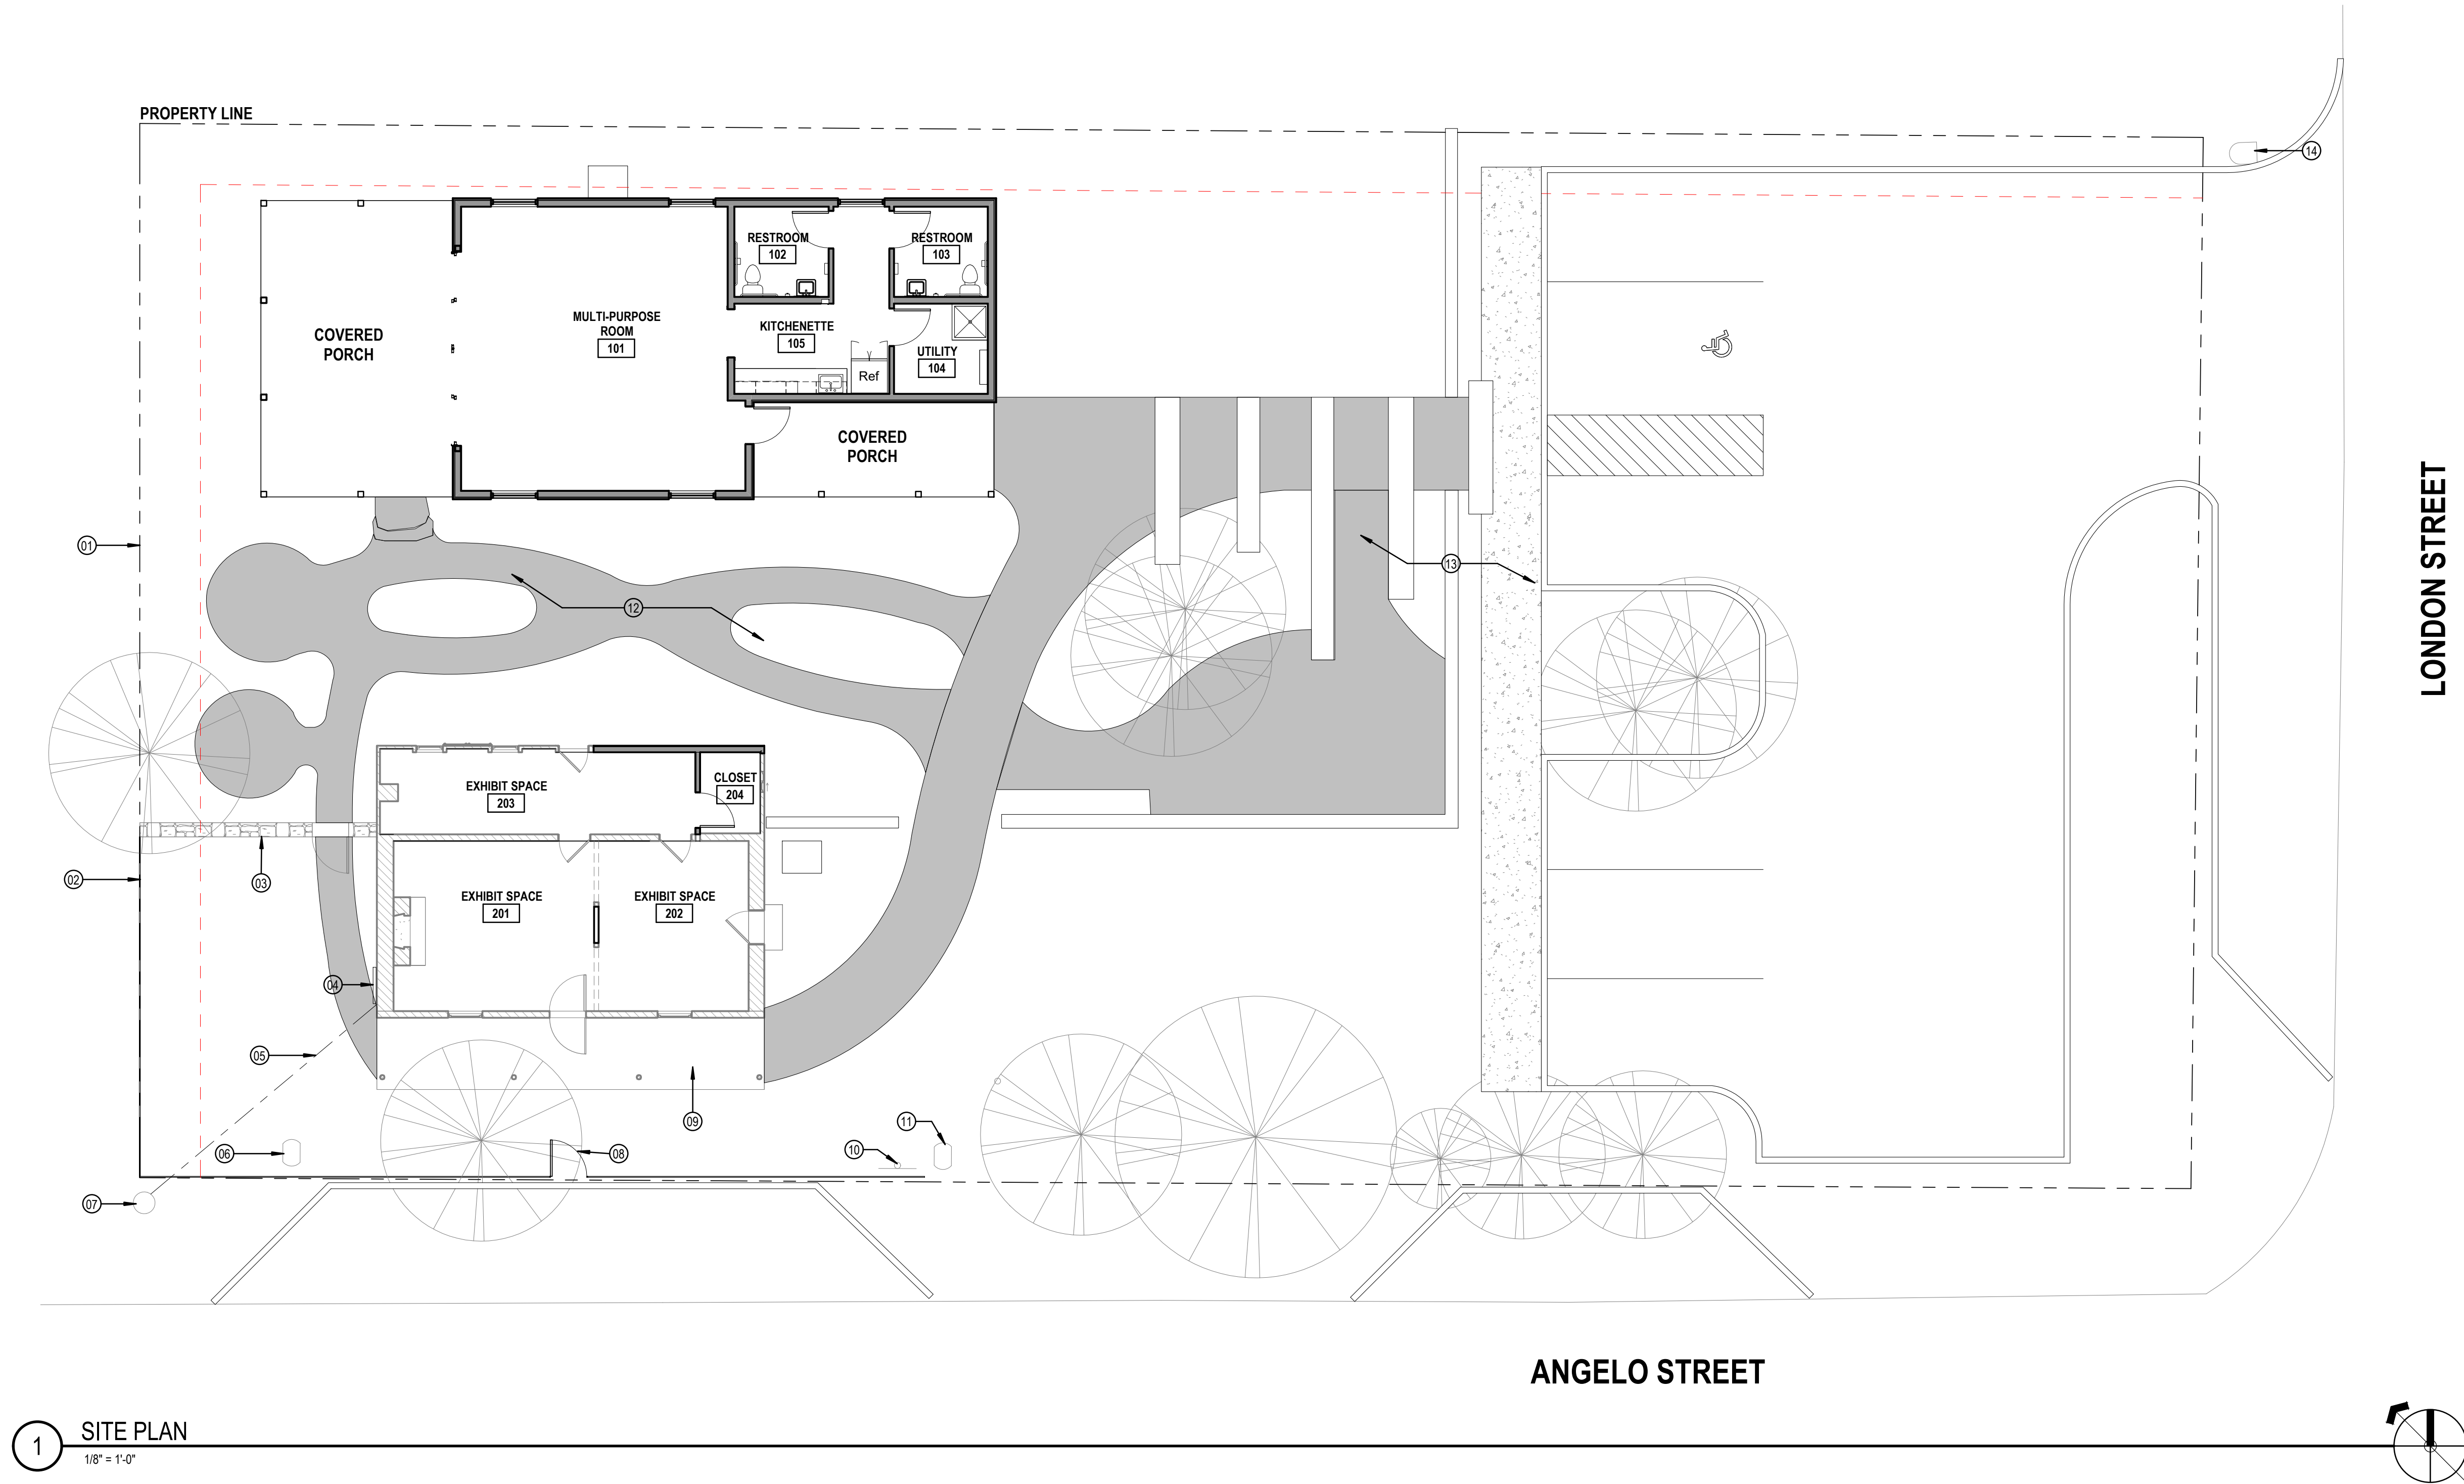 PROPERTY LINE
14
RESTROOM
102
RESTROOM
103
MULTI-PURPOSE
ROOM
101
KITCHENETTE
105
COVERED
PORCH
UTILITY
104
Ref
COVERED
PORCH
01
12
13
LONDON STREET
EXHIBIT SPACE
203
CLOSET
204
02
03
EXHIBIT SPACE
201
EXHIBIT SPACE
202
04
05
06
07
08
09
10
11
ANGELO STREET
1
SITE PLAN
1/8" = 1'-0"